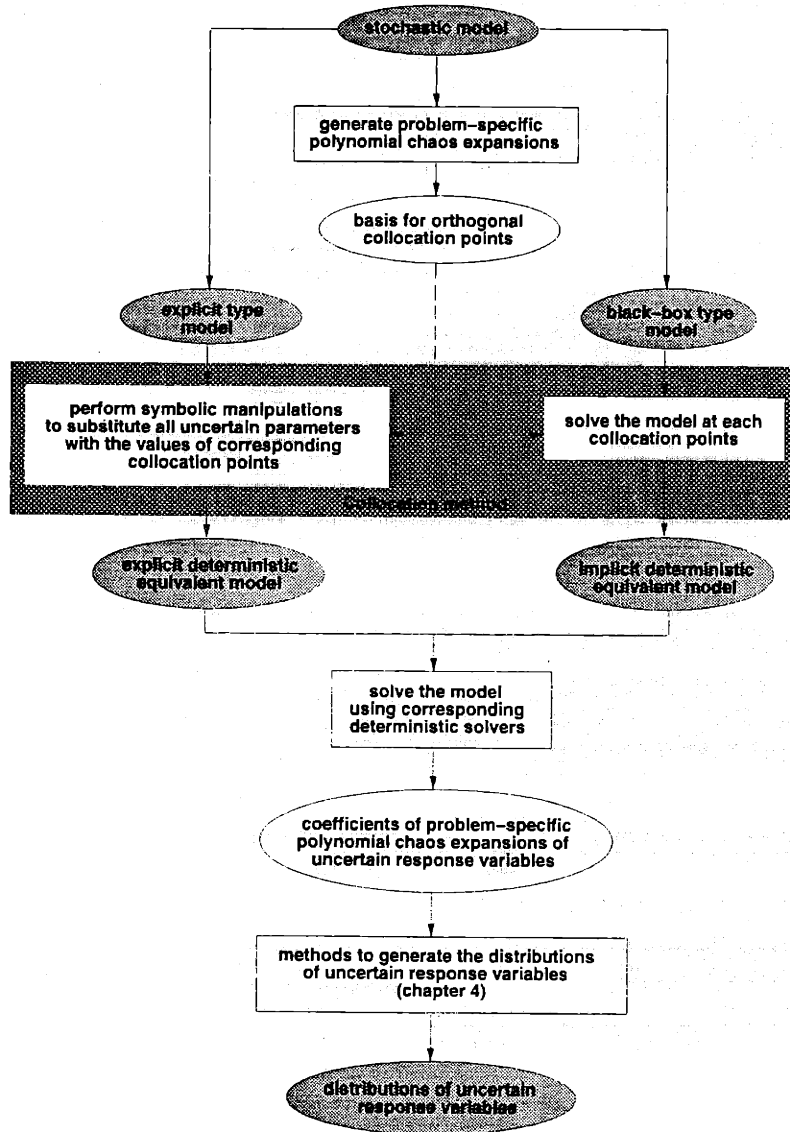 stochastic model
generate problem-specific
polynomial chaos expansions
basis for orthogonal
collocation points
explicit type
model
black-box type
model
perform symbolic manipulations
to substitute all uncertain parameters
with the values of corresponding
collocation points
solve the model at each
collocation points
collocation method
explicit deterministic
equivalent model
implicit deterministic
equivalent model
solve the model
using corresponding
deterministic solvers
coefficients of problem-specific
polynomial chaos expansions of
uncertain response variables
methods to generate the distributions
of uncertain response variables
(chapter 4)
distributions of uncertain
response variables